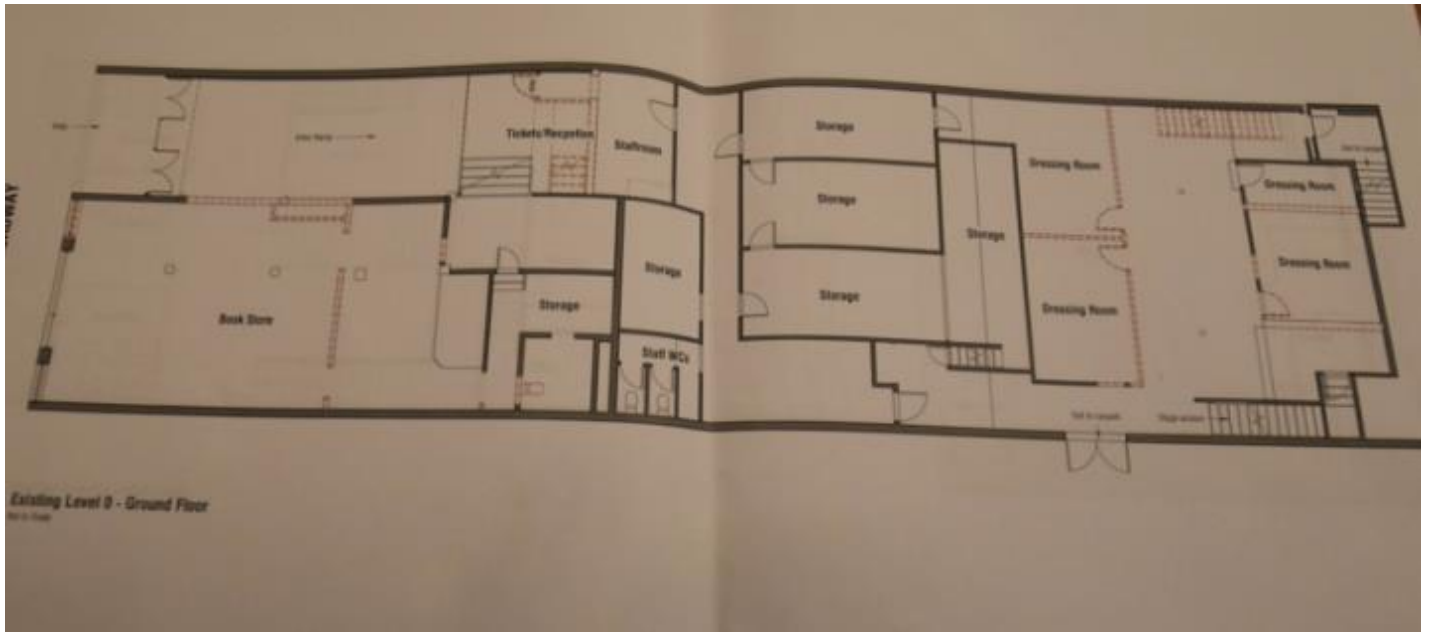 Tickets/Reception
Staffroom
Storage
Dressing Room
Storage
Dressing Room
Storage
Storage
Dressing Room
Storage
Storage
Storage
Dressing Room
Book Store
Staff WCs
Existing Level 0 - Ground Floor